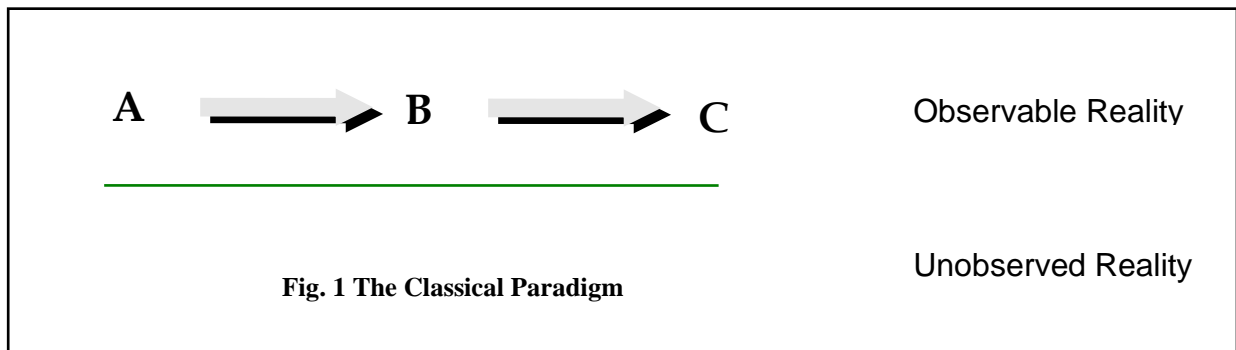 A B C Observable Reality
Unobserved Reality
Fig. 1 The Classical Paradigm